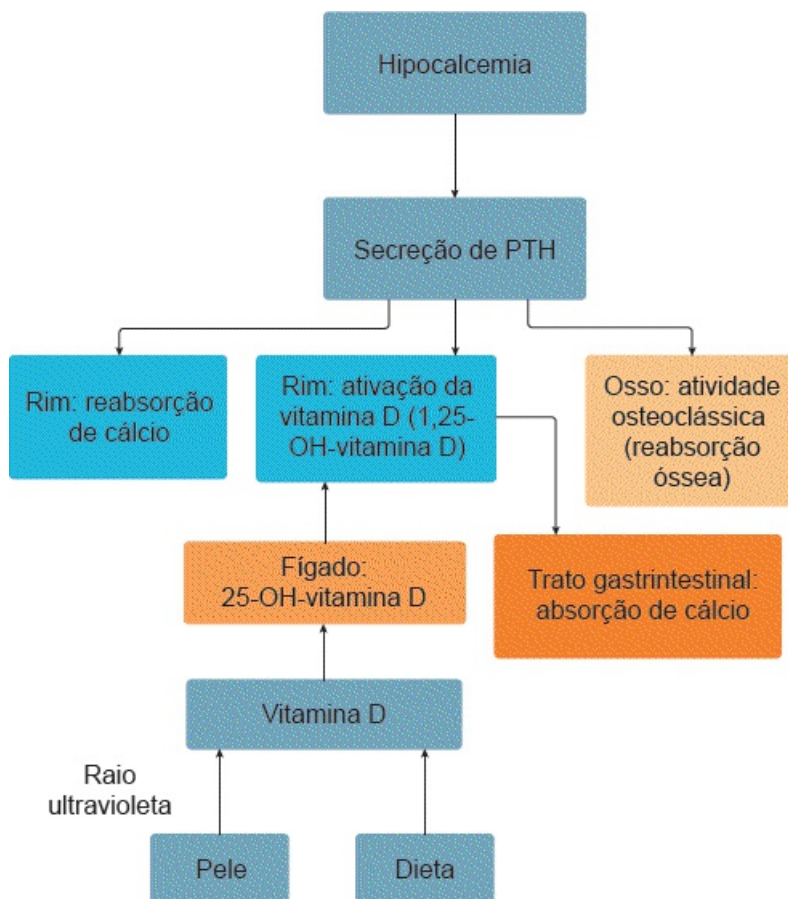 Hipocalcemia
Secreção de PTH
Rim: reabsorção
de cálcio
Rim: ativação da
vitamina D (1,25-
OH-vitamina D)
Osso: atividade
osteoclássica
(reabsorção
óssea)
Fígado:
25-OH-vitamina D
Trato gastrintestinal:
absorção de cálcio
Vitamina D
Raio
ultravioleta
Pele
Dieta